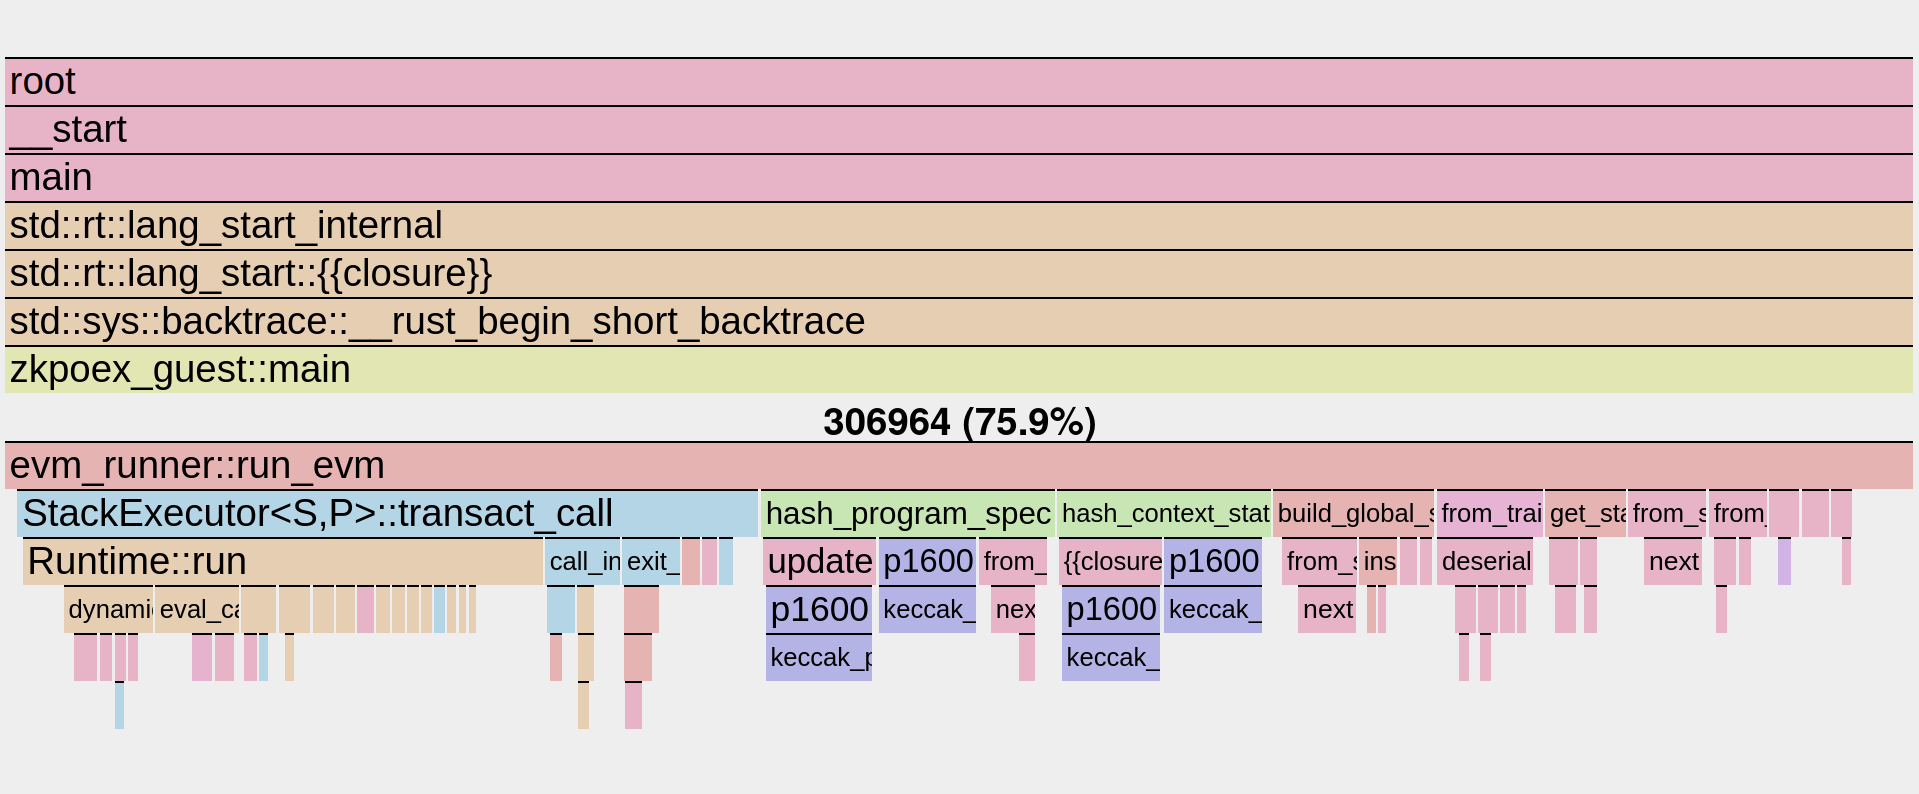 root
__start
main
std::rt::lang_start_internal
std::rt::lang_start::{{closure}}
std::sys::backtrace::__rust_begin_short_backtrace
zkpoex_guest::main
306964 (75.9%)
evm_runner::run_evm
StackExecutor<S,P>::transact_call hash_program_spec hash_context_stat build_global_s from_trai get_sta from_s from_
Runtime::run call_in exit_ update p1600 from_ {{closure p1600 from_s ins deserial next
dynamic eval_ca p1600 keccak_ nex p1600 keccak_ next
keccak_p keccak_